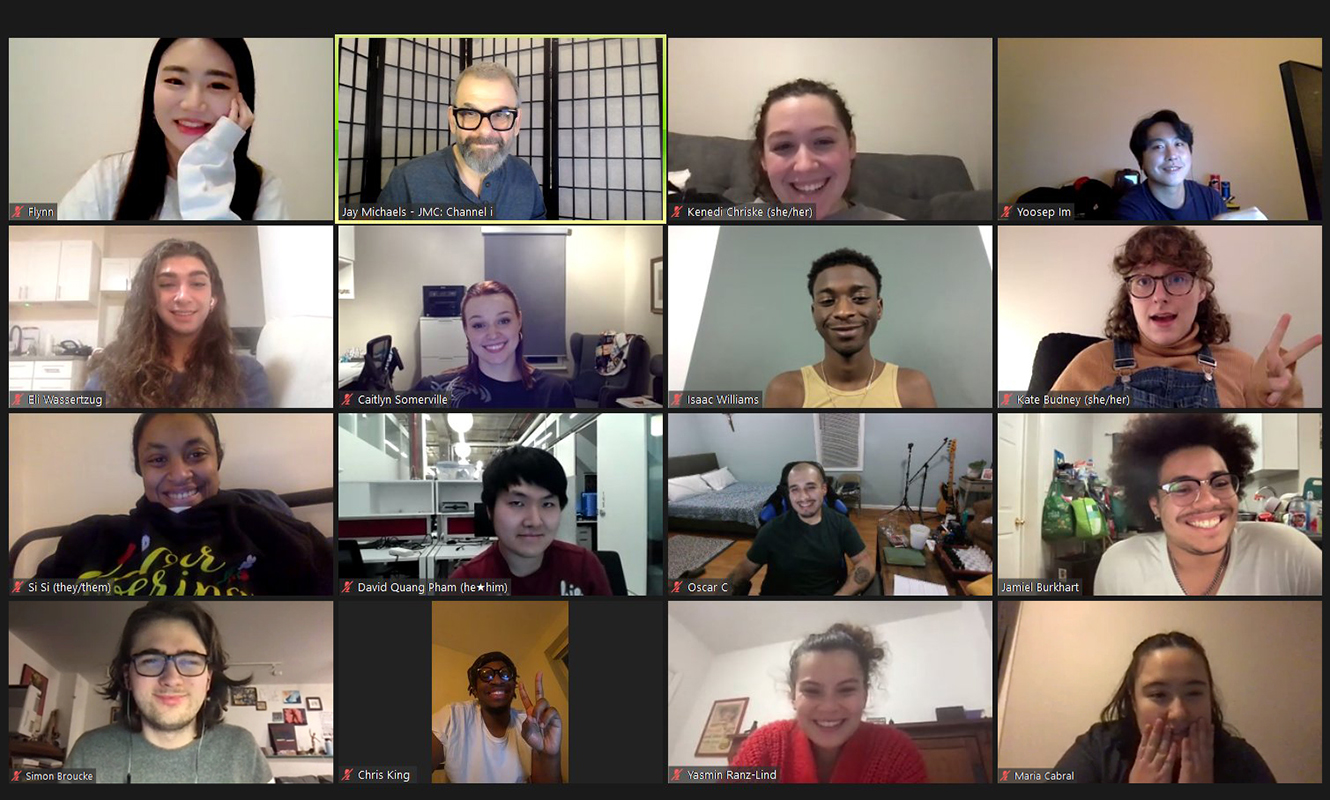 Flynn
Jay Michaels - JMC: Channel i
Kenedi Chriske (she/her)
Yoosep Im
Eli Wassertzug
Caitlyn Somerville
Isaac Williams
Kate Budney (she/her)
Our
Si Si (they/them)
David Quang Pham (he★him)
Oscar C
Jamiel Burkhart
Simon Broucke
Chris King
Yasmin Ranz-Lind
Maria Cabral